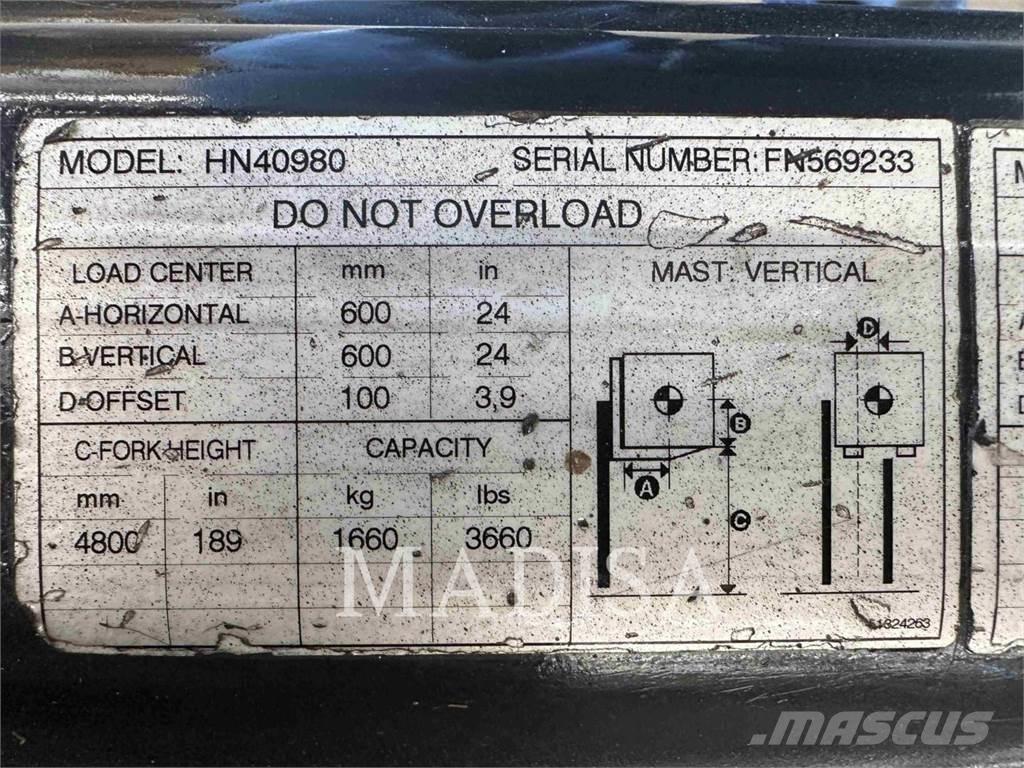 MODEL: HN40980 SERIAL NUMBER: FN569233
DO NOT OVERLOAD
LOAD CENTER mm in
A-HORIZONTAL 600 24
B-VERTICAL 600 24
D-OFFSET 100 3,9
C-FORK HEIGHT CAPACITY
mm in kg lbs
4800 189 1660 3660
MAST: VERTICAL
D
B
A
C
51324263
M
A
B
D
MADISA
MASCUS